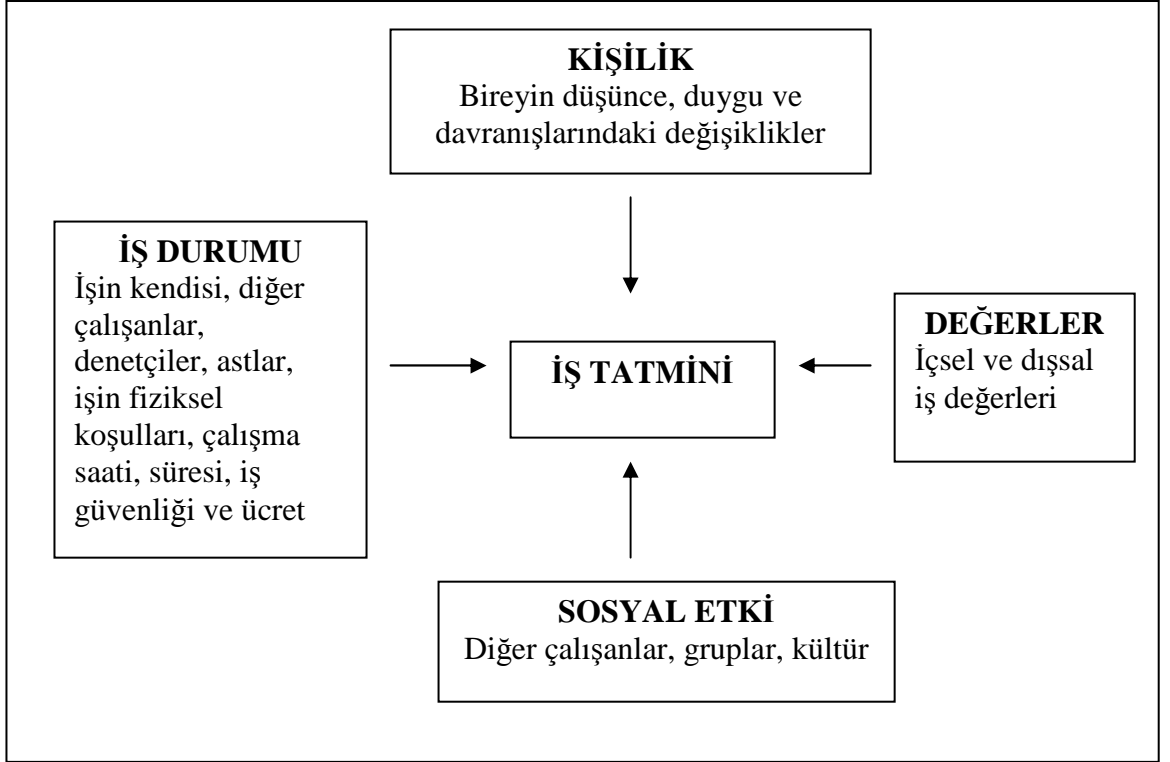 KİŞİLİK
Bireyin düşünce, duygu ve
davranışlarındaki değişiklikler
İŞ DURUMU
İşin kendisi, diğer
çalışanlar,
denetçiler, astlar,
işin fiziksel
koşulları, çalışma
saati, süresi, iş
güvenliği ve ücret
İŞ TATMİNİ
DEĞERLER
İçsel ve dışsal
iş değerleri
SOSYAL ETKİ
Diğer çalışanlar, gruplar, kültür